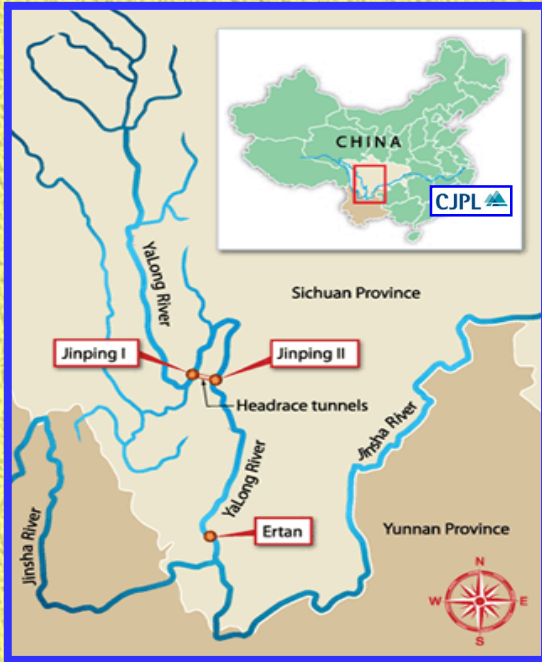 CHINA
CJPL
YaLong River
Sichuan Province
Jinping I
Jinping II
Headrace tunnels
Jinsha River
YaLong River
Ertan
Yunnan Province
Jinsha River
N
W
E
S